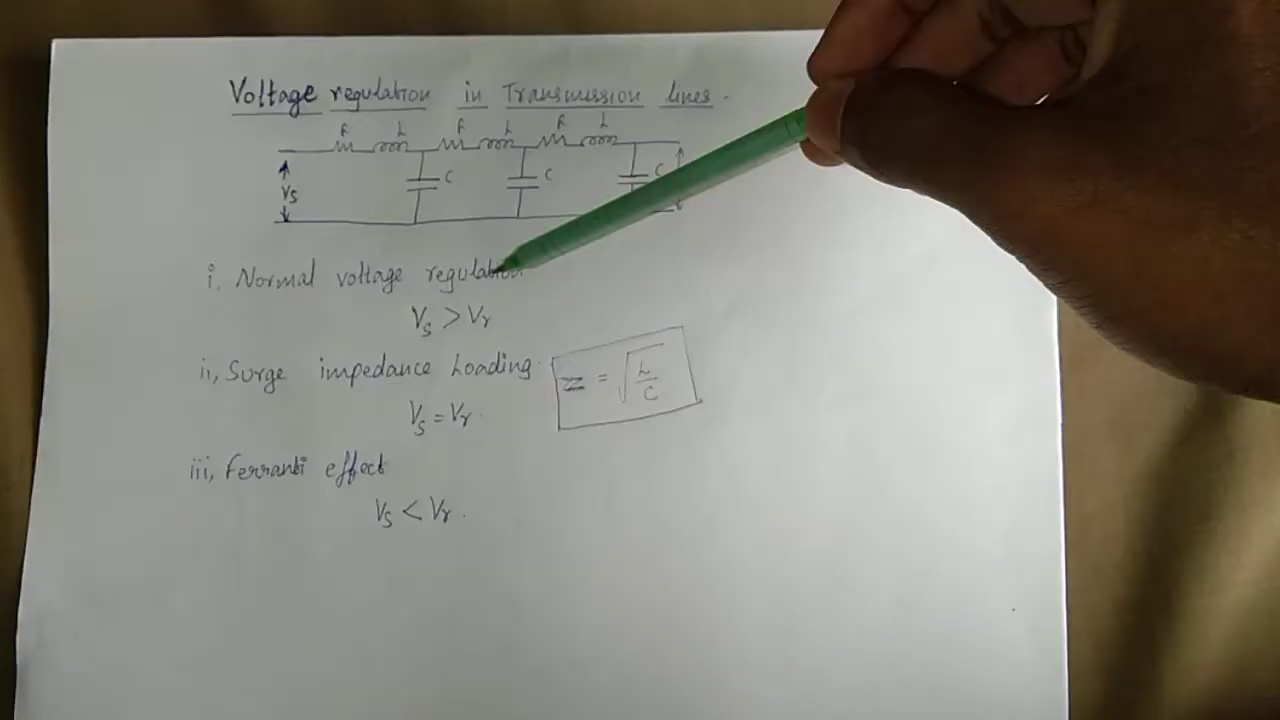 Voltage regulation in Transmission lines.
R L R L R L
Vs C C C
i. Normal voltage regulation
Vs > Vr
ii, Surge impedance Loading.
Z = √L/C
Vs = Vr.
iii, Ferranti effect
Vs < Vr.